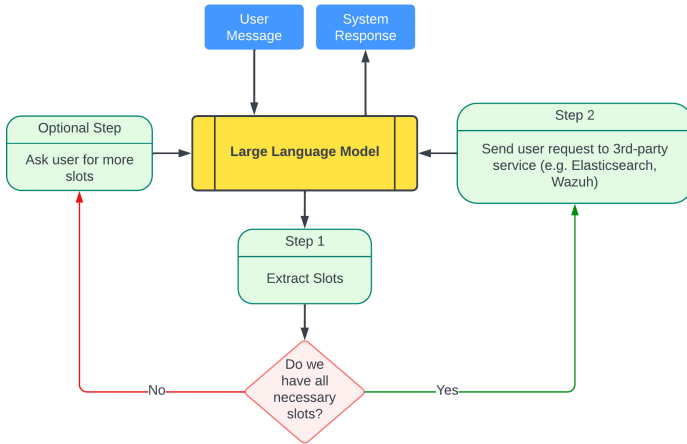 User
Message
System
Response
Optional Step
Ask user for more
slots
Large Language Model
Step 2
Send user request to 3rd-party
service (e.g. Elasticsearch,
Wazuh)
Step 1
Extract Slots
Do we
have all
necessary
slots?
No
Yes